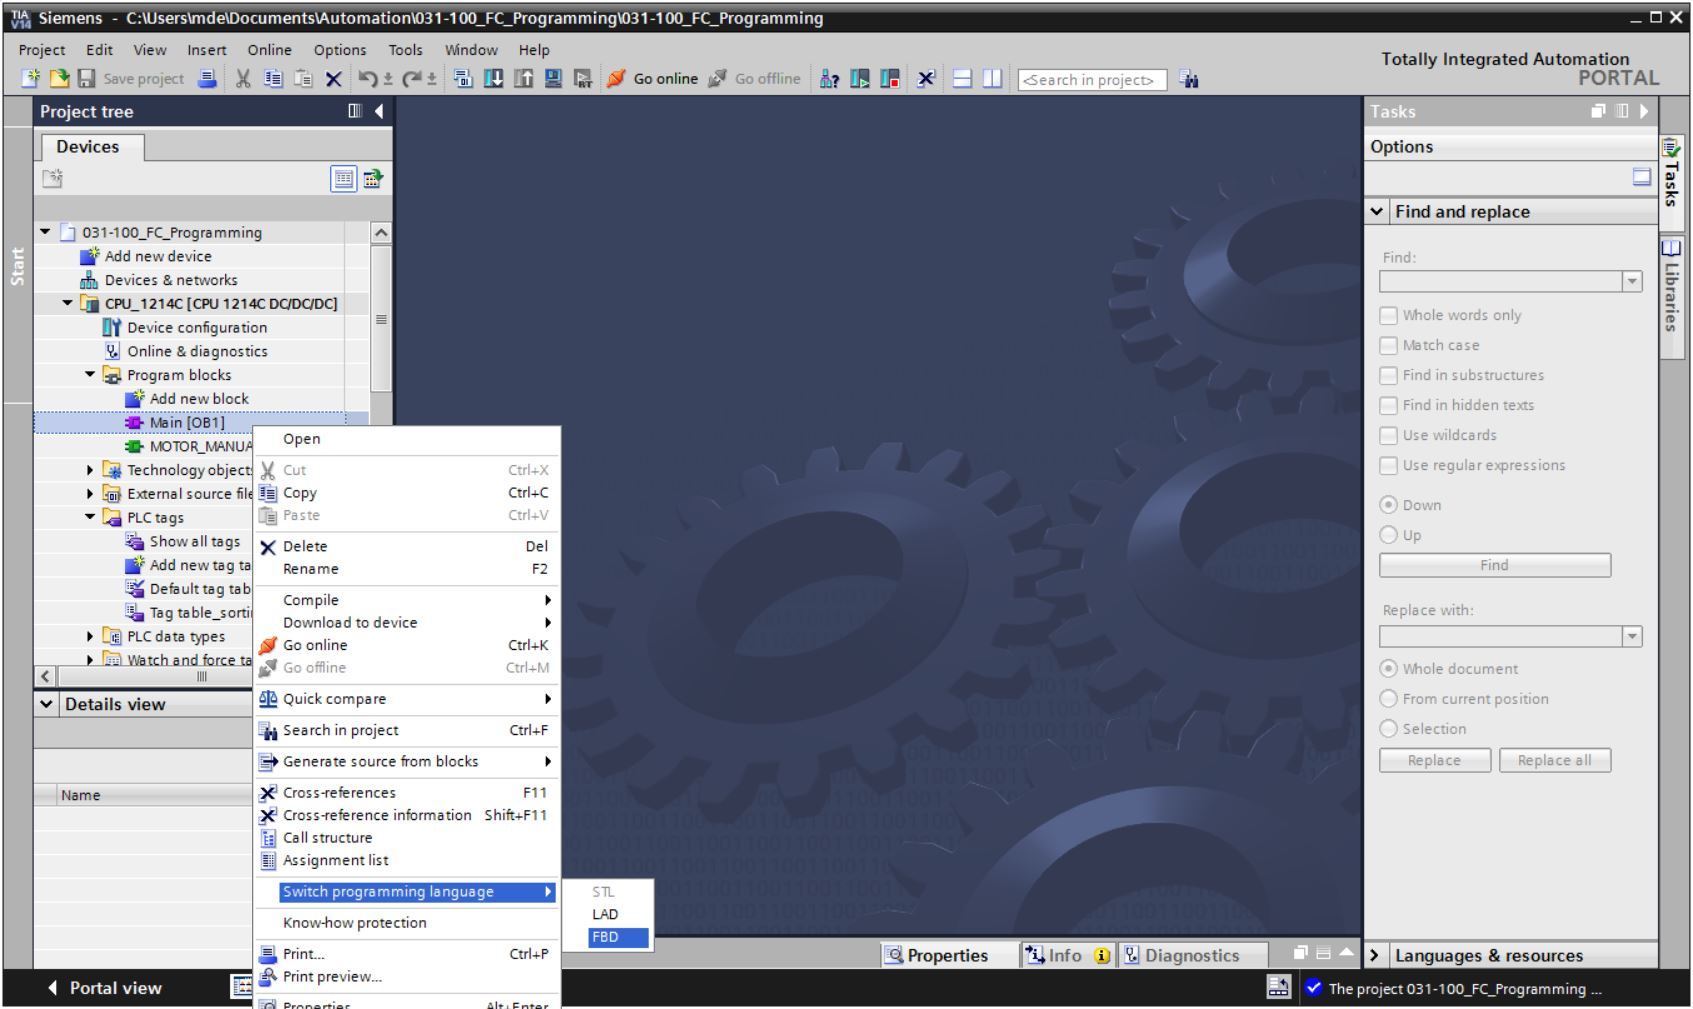 TIA V14 Siemens - C:\Users\mde\Documents\Automation\031-100_FC_Programming\031-100_FC_Programming
Project Edit View Insert Online Options Tools Window Help
Totally Integrated Automation
PORTAL
Save project Go online Go offline <Search in project>
Start
Project tree
Devices
031-100_FC_Programming
Add new device
Devices & networks
CPU_1214C [CPU 1214C DC/DC/DC]
Device configuration
Online & diagnostics
Program blocks
Add new block
Main [OB1]
MOTOR_MANUA
Technology object
External source file
PLC tags
Show all tags
Add new tag ta
Default tag tab
Tag table_sorti
PLC data types
Watch and force ta
Details view
Name
Open
Cut Ctrl+X
Copy Ctrl+C
Paste Ctrl+V
Delete Del
Rename F2
Compile
Download to device
Go online Ctrl+K
Go offline Ctrl+M
Quick compare
Search in project Ctrl+F
Generate source from blocks
Cross-references F11
Cross-reference information Shift+F11
Call structure
Assignment list
Switch programming language
Know-how protection
Print... Ctrl+P
Print preview...
Properties Alt+Enter
STL
LAD
FBD
Properties Info Diagnostics
Tasks
Options
Find and replace
Find:
Whole words only
Match case
Find in substructures
Find in hidden texts
Use wildcards
Use regular expressions
Down
Up
Find
Replace with:
Whole document
From current position
Selection
Replace Replace all
Languages & resources
Tasks
Libraries
Portal view
The project 031-100_FC_Programming ...